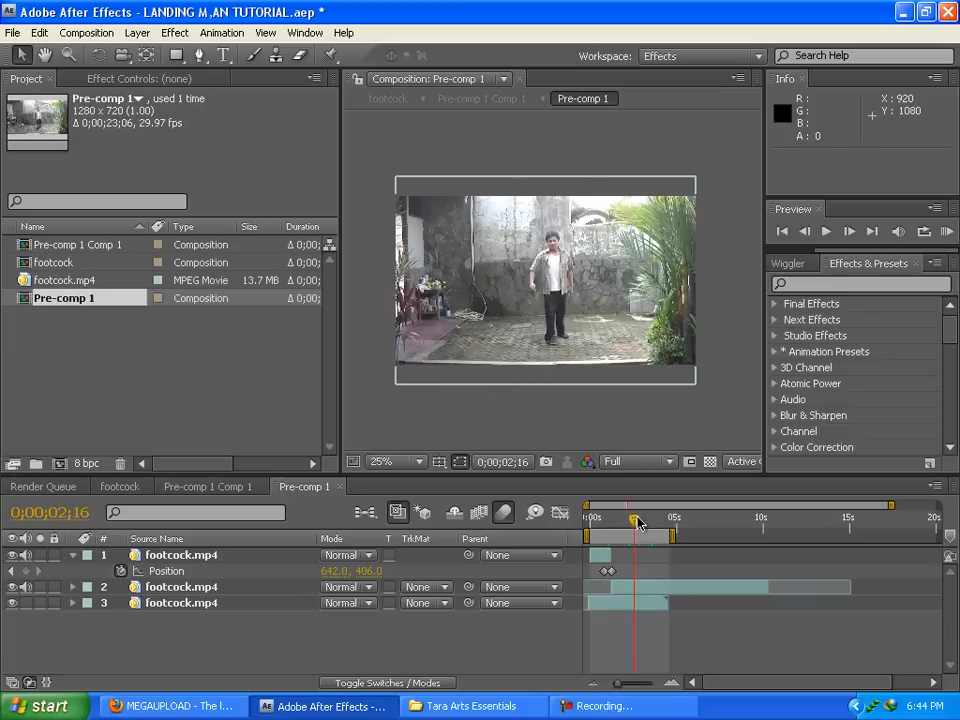 Adobe After Effects - LANDING M,AN TUTORIAL.aep *
File Edit Composition Layer Effect Animation View Window Help
Workspace: Effects Search Help
Project Effect Controls: (none)
Composition: Pre-comp 1
Info
Pre-comp 1, used 1 time
1280 x 720 (1.00)
Δ 0;00;23;06, 29.97 fps
footcock Pre-comp 1 Comp 1 Pre-comp 1
R: X: 920
G: Y: 1080
B:
A: 0
Preview
Name Type Size Duration
Pre-comp 1 Comp 1 Composition Δ 0;00;
footcock Composition Δ 0;00;
footcock.mp4 MPEG Movie 13.7 MB Δ 0;00;
Pre-comp 1 Composition Δ 0;00;
Wiggler Effects & Presets
Final Effects
Next Effects
Studio Effects
* Animation Presets
3D Channel
Atomic Power
Audio
Blur & Sharpen
Channel
Color Correction
8 bpc
25% 0;00;02;16 Full Active
Render Queue footcock Pre-comp 1 Comp 1 Pre-comp 1
0;00;02;16
:00s 05s 10s 15s 20s
# Source Name Mode T TrkMat Parent
1 footcock.mp4 Normal None
Position 642.0, 406.0
2 footcock.mp4 Normal None None
3 footcock.mp4 Normal None None
Toggle Switches / Modes
start MEGAUPLOAD - The l... Adobe After Effects -... Tara Arts Essentials Recording... 6:44 PM